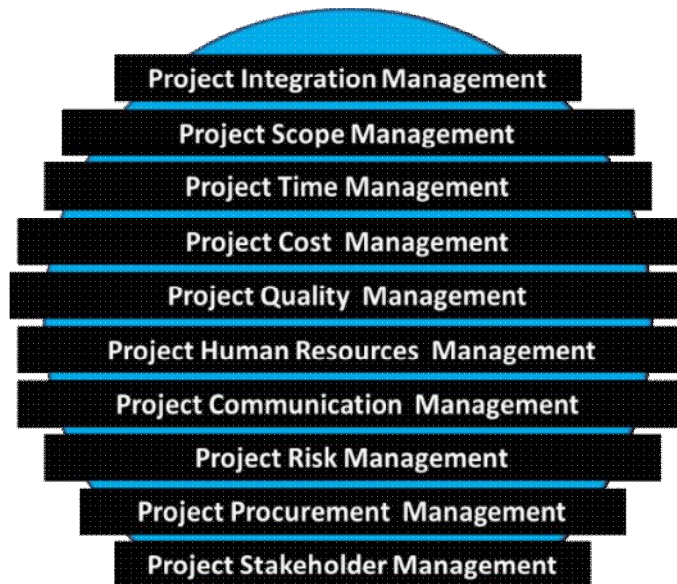 Project Integration Management
Project Scope Management
Project Time Management
Project Cost Management
Project Quality Management
Project Human Resources Management
Project Communication Management
Project Risk Management
Project Procurement Management
Project Stakeholder Management